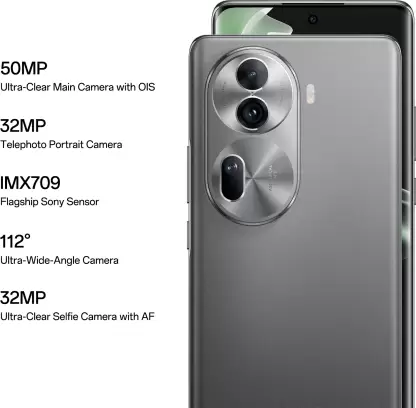 50MP
Ultra-Clear Main Camera with OIS
32MP
Telephoto Portrait Camera
IMX709
Flagship Sony Sensor
112°
Ultra-Wide-Angle Camera
32MP
Ultra-Clear Selfie Camera with AF